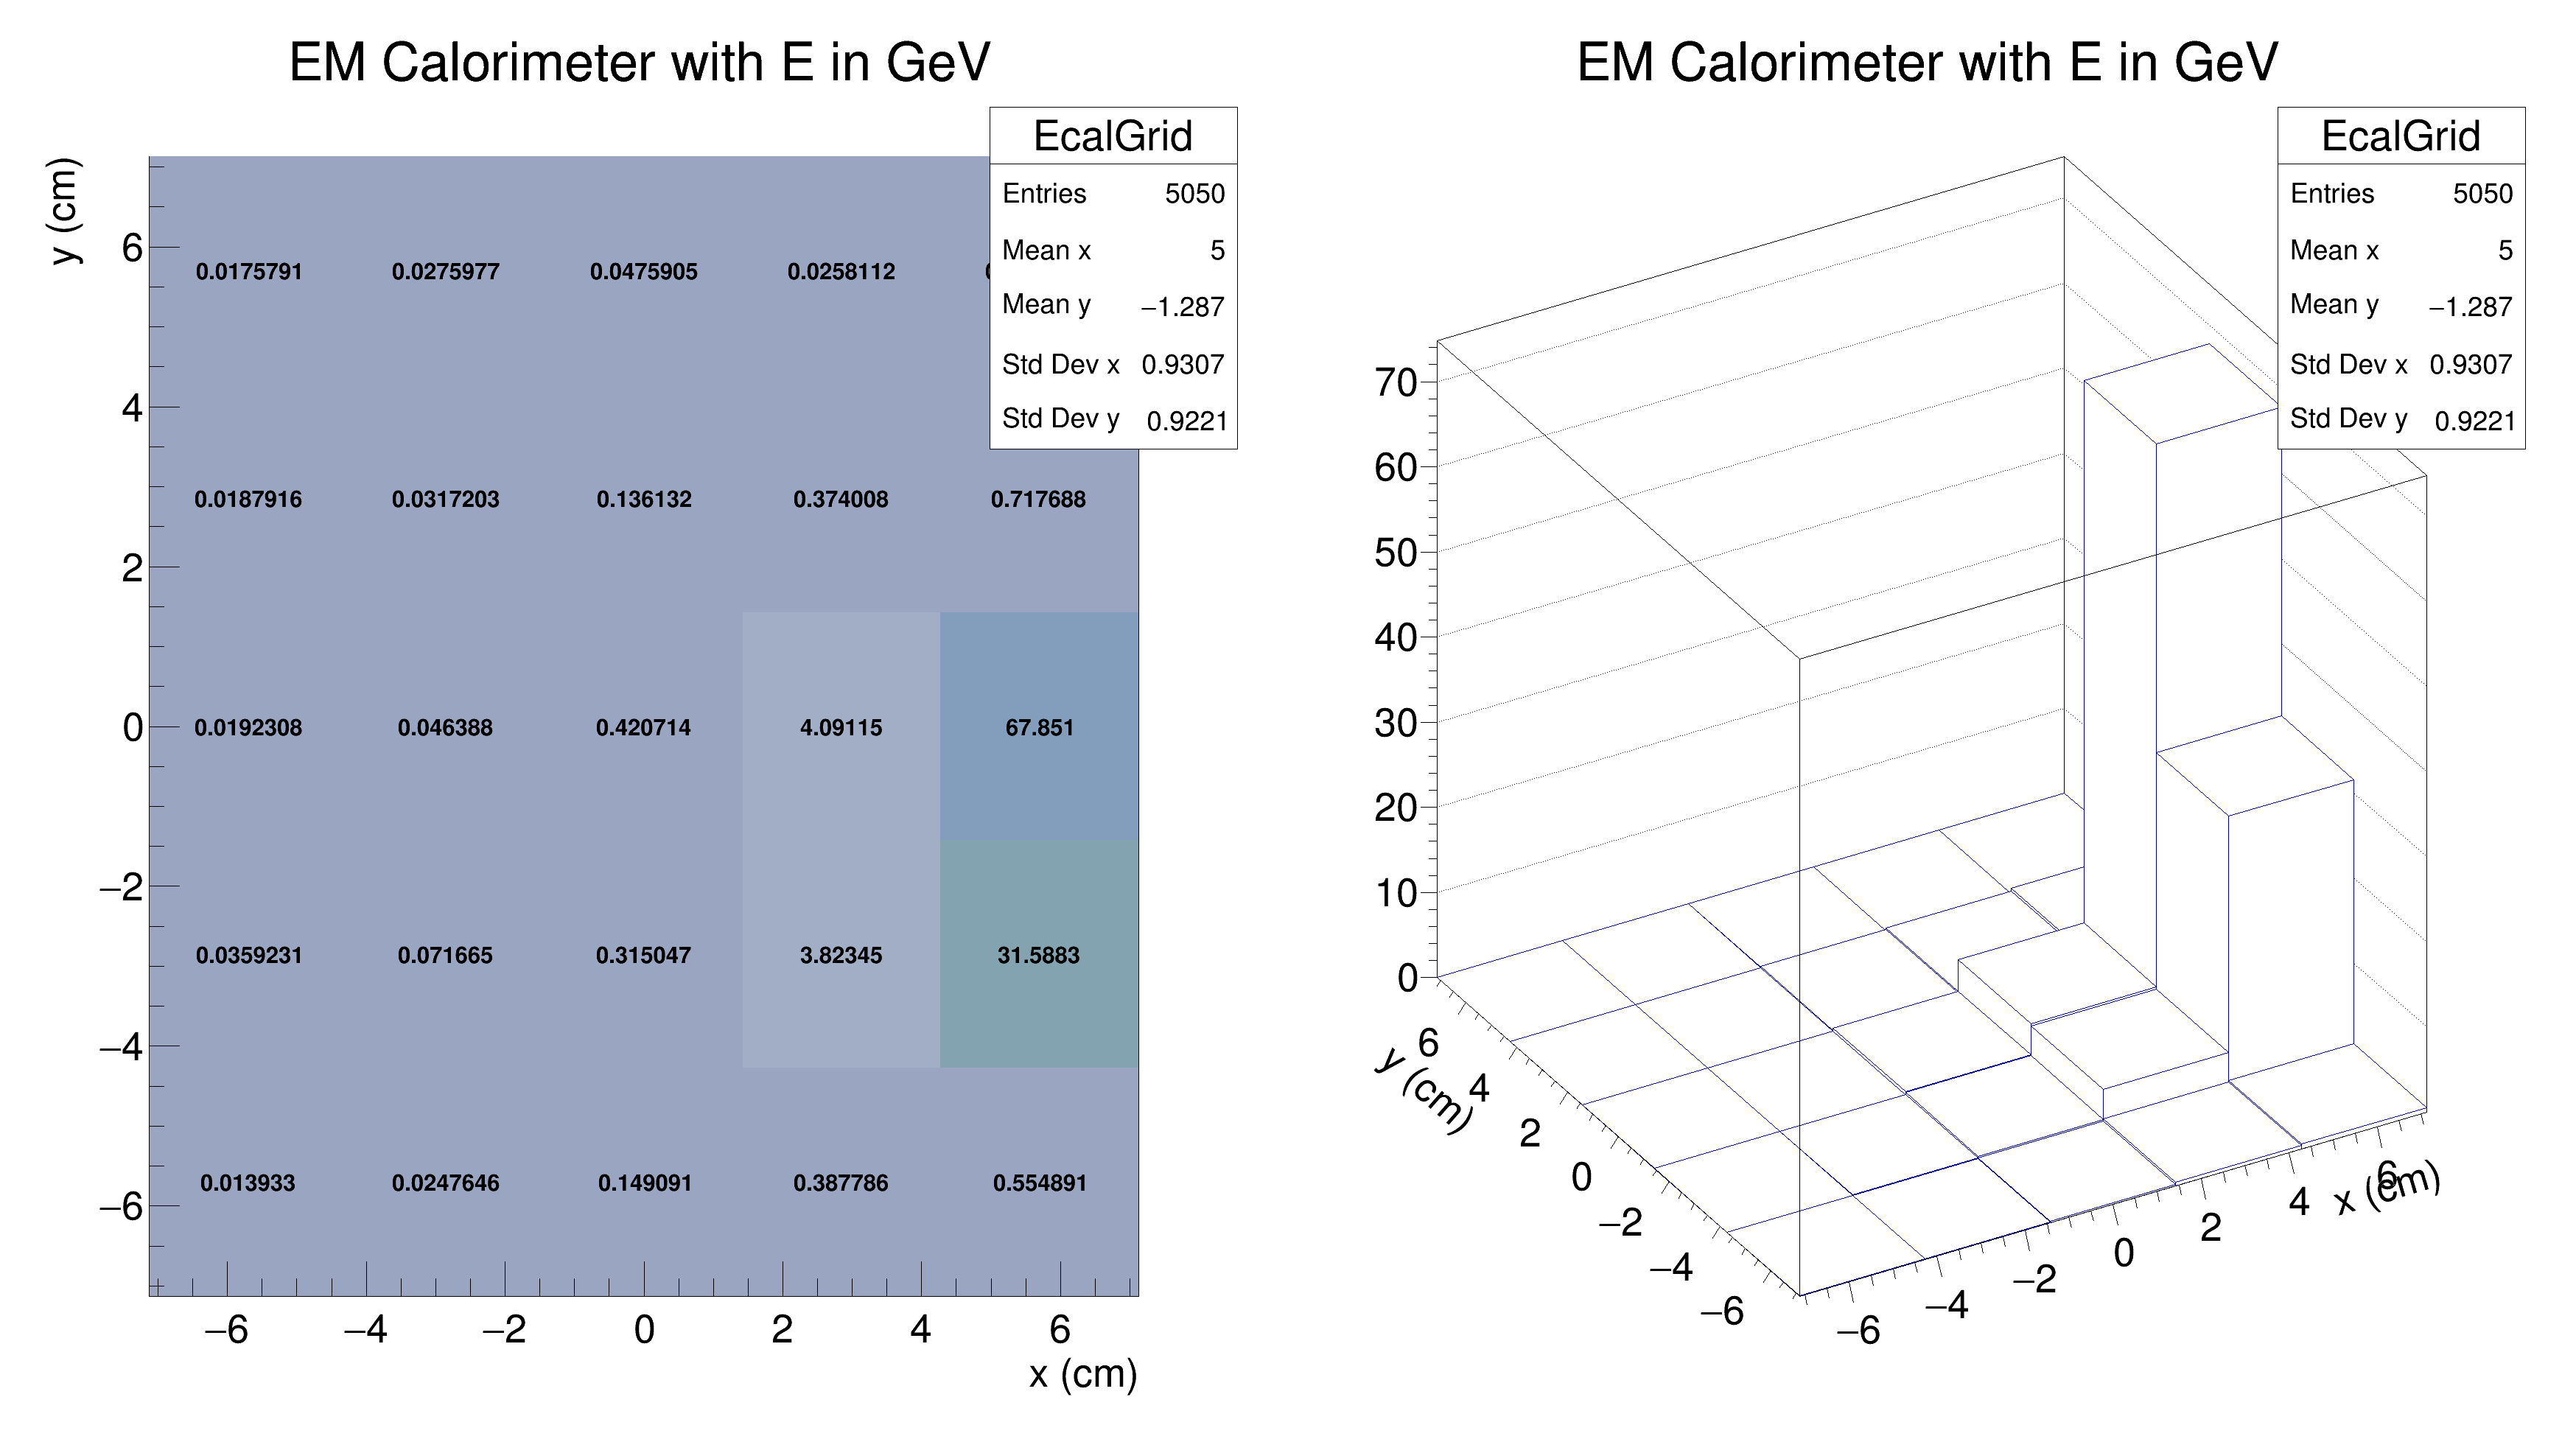 EM Calorimeter with E in GeV
EcalGrid
Entries 5050
Mean x 5
Mean y −1.287
Std Dev x 0.9307
Std Dev y 0.9221
y (cm)
6
4
2
0
−2
−4
−6
0.0175791 0.0275977 0.0475905 0.0258112
0.0187916 0.0317203 0.136132 0.374008 0.717688
0.0192308 0.046388 0.420714 4.09115 67.851
0.0359231 0.071665 0.315047 3.82345 31.5883
0.013933 0.0247646 0.149091 0.387786 0.554891
−6 −4 −2 0 2 4 6
x (cm)
EM Calorimeter with E in GeV
EcalGrid
Entries 5050
Mean x 5
Mean y −1.287
Std Dev x 0.9307
Std Dev y 0.9221
70
60
50
40
30
20
10
0
6
4
2
0
−2
−4
−6
y (cm)
−6
−4
−2
0
2
4
6
x (cm)